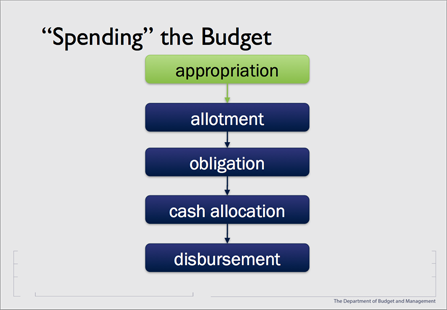 “Spending” the Budget
appropriation
allotment
obligation
cash allocation
disbursement
The Department of Budget and Management